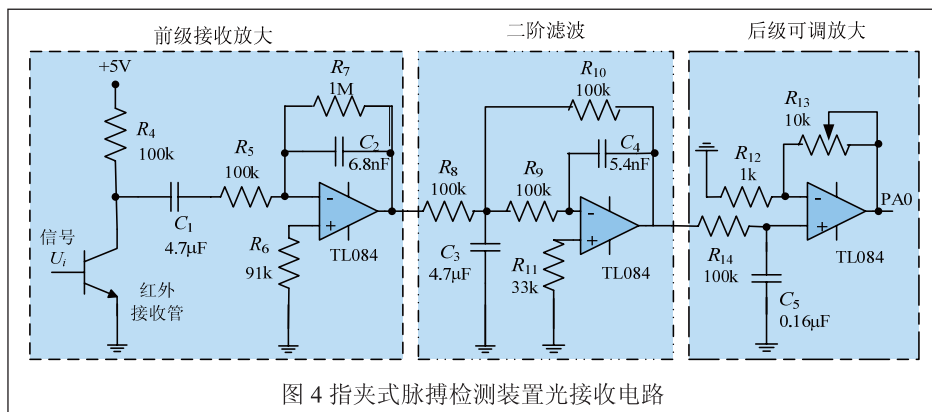 前级接收放大
+5V
R4
100k
信号
Ui
红外
接收管
C1
4.7μF
R5
100k
R6
91k
R7
1M
C2
6.8nF
-
+
TL084
二阶滤波
R8
100k
C3
4.7μF
R9
100k
R10
100k
C4
5.4nF
R11
33k
-
+
TL084
后级可调放大
R12
1k
R13
10k
R14
100k
C5
0.16μF
-
+
TL084
PA0
图 4 指夹式脉搏检测装置光接收电路